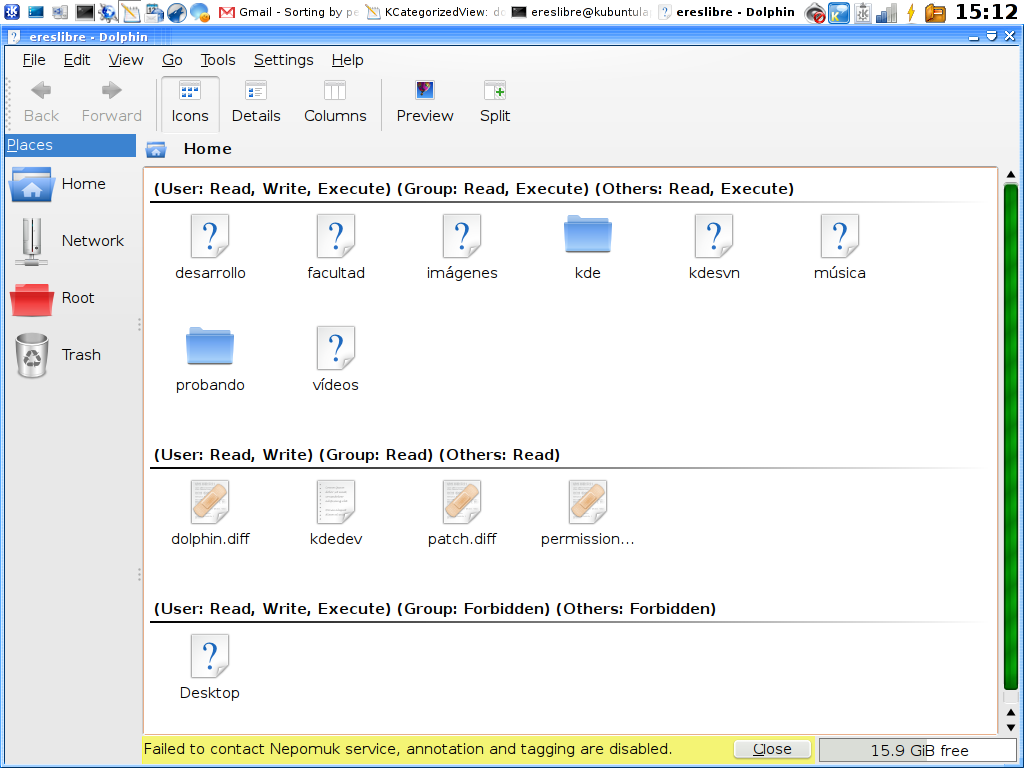 Gmail - Sorting by pe KCategorizedView: do ereslibre@kubuntula ereslibre - Dolphin 15:12
ereslibre - Dolphin
File Edit View Go Tools Settings Help
Back Forward Icons Details Columns Preview Split
Places
Home
Home
Network
Root
Trash
(User: Read, Write, Execute) (Group: Read, Execute) (Others: Read, Execute)
desarrollo facultad imágenes kde kdesvn música
probando vídeos
(User: Read, Write) (Group: Read) (Others: Read)
dolphin.diff kdedev patch.diff permission...
(User: Read, Write, Execute) (Group: Forbidden) (Others: Forbidden)
Desktop
Failed to contact Nepomuk service, annotation and tagging are disabled. Close 15.9 GiB free